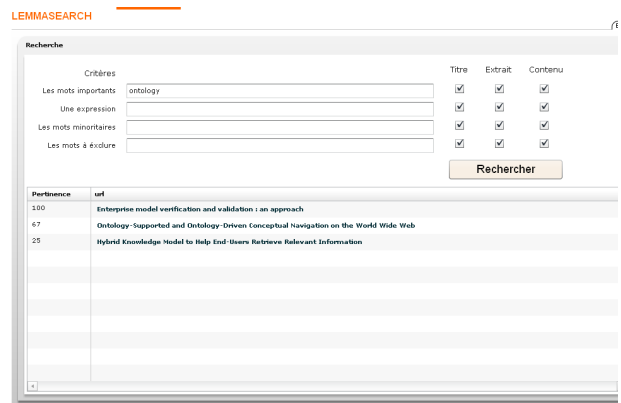 LEMMASEARCH
Recherche
Critères Titre Extrait Contenu
Les mots importants ontology
Une expression
Les mots minoritaires
Les mots à éxclure
Rechercher
Pertinence url
100 Enterprise model verification and validation : an approach
67 Ontology-Supported and Ontology-Driven Conceptual Navigation on the World Wide Web
25 Hybrid Knowledge Model to Help End-Users Retrieve Relevant Information